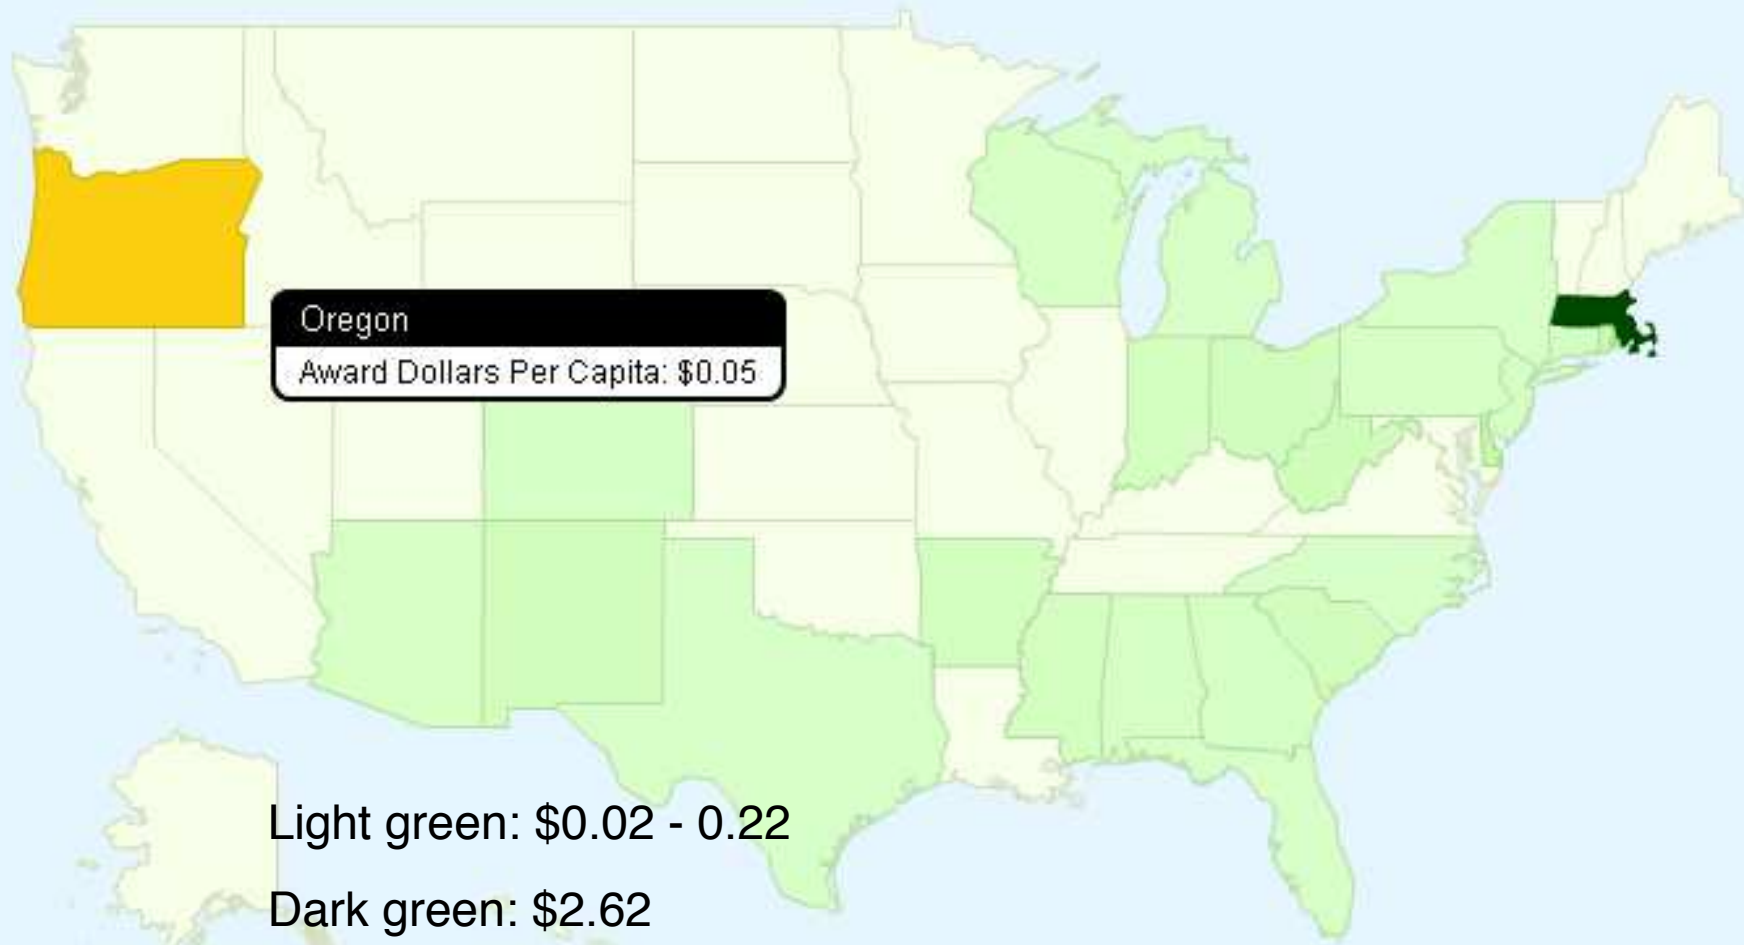 Oregon
Award Dollars Per Capita: $0.05
Light green: $0.02 - 0.22
Dark green: $2.62